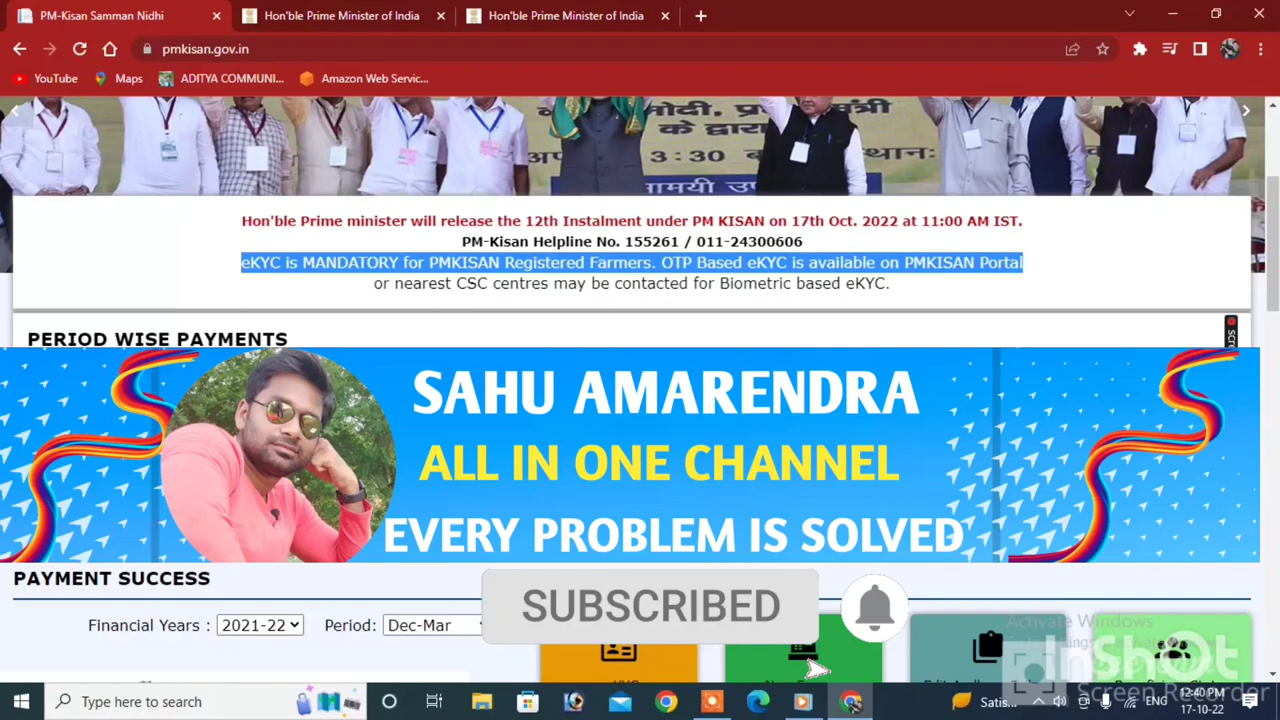 PM-Kisan Samman Nidhi
Hon'ble Prime Minister of India
Hon'ble Prime Minister of India
pmkisan.gov.in
YouTube
Maps
ADITYA COMMUNI...
Amazon Web Servic...
मोदी, प्र
के द्वारा
3:30
स्थान:
Hon'ble Prime minister will release the 12th Instalment under PM KISAN on 17th Oct. 2022 at 11:00 AM IST.
PM-Kisan Helpline No. 155261 / 011-24300606
eKYC is MANDATORY for PMKISAN Registered Farmers. OTP Based eKYC is available on PMKISAN Portal
or nearest CSC centres may be contacted for Biometric based eKYC.
PERIOD WISE PAYMENTS
SAHU AMARENDRA
ALL IN ONE CHANNEL
EVERY PROBLEM IS SOLVED
PAYMENT SUCCESS
SUBSCRIBED
Financial Years : 2021-22 Period: Dec-Mar
Activate Windows
InShOt
Screen Recorder
Type here to search
Satis...
ENG
12:40 PM
17-10-22